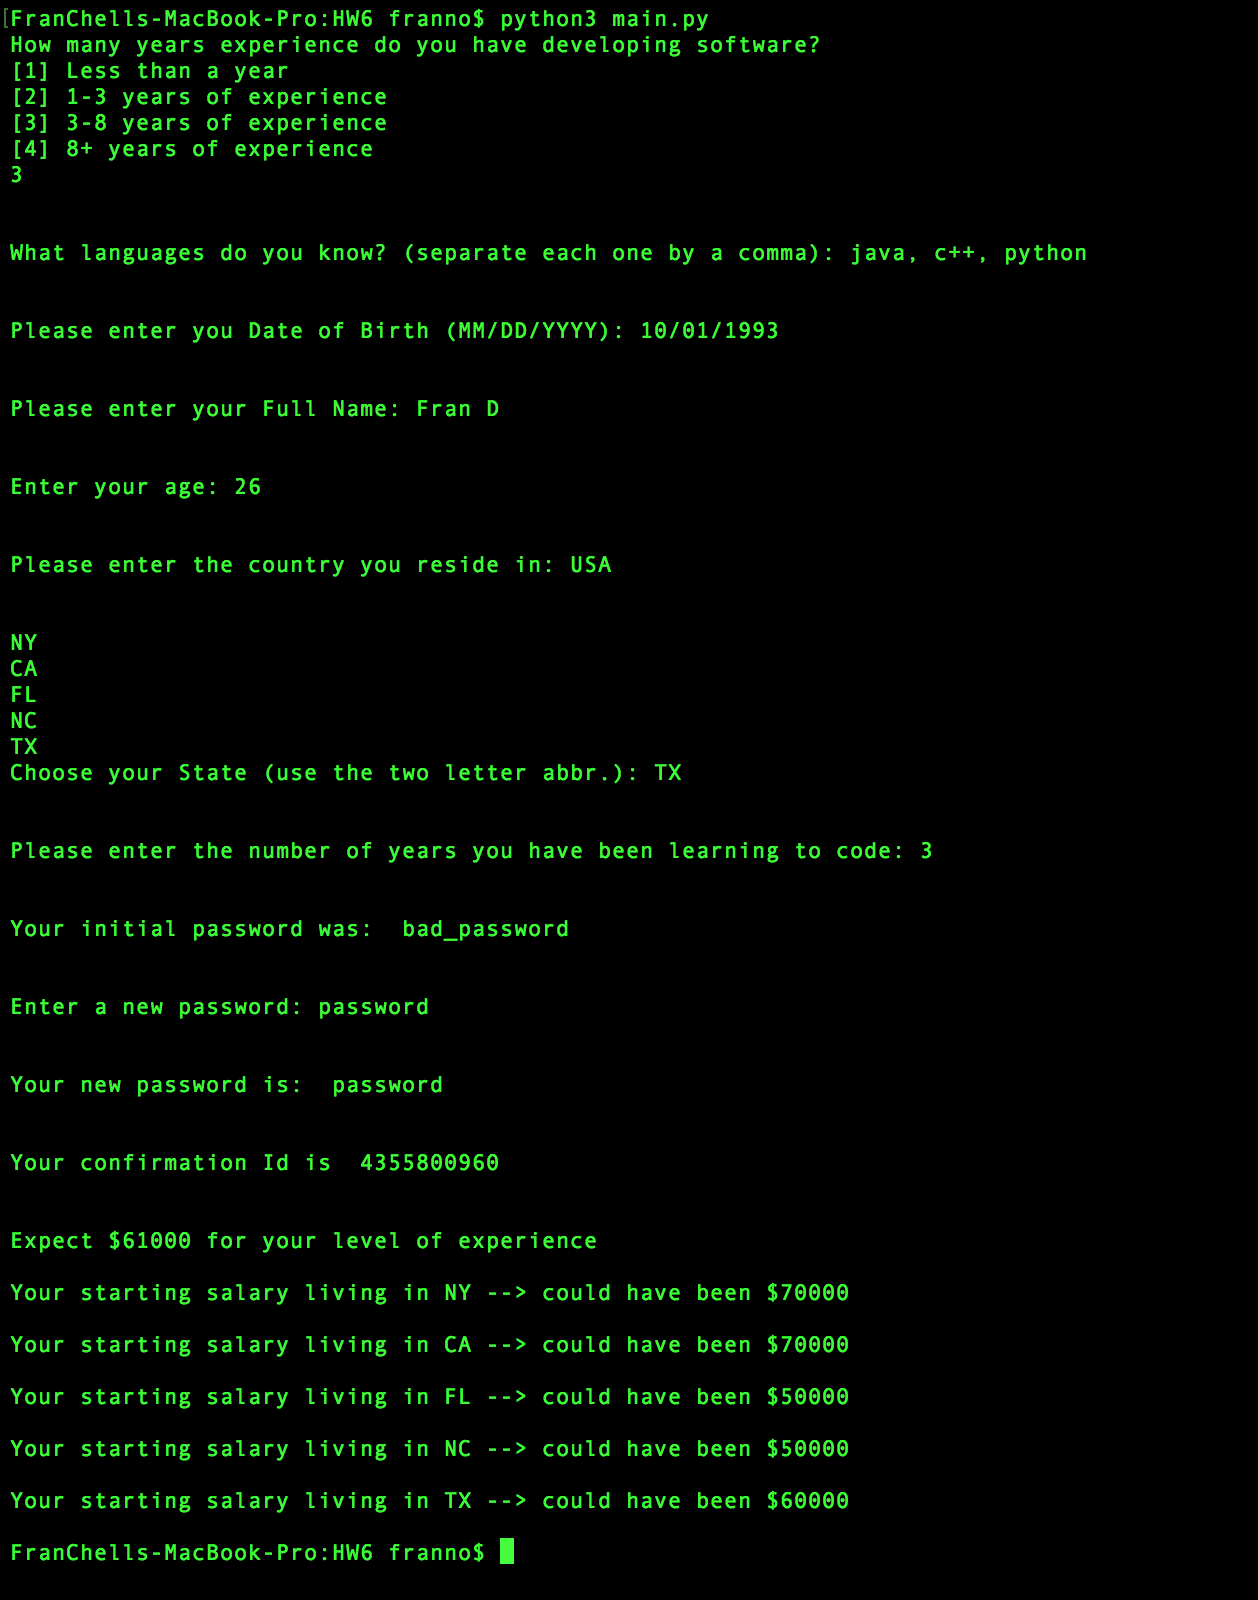 [FranChells-MacBook-Pro:HW6 franno$ python3 main.py
How many years experience do you have developing software?
[1] Less than a year
[2] 1-3 years of experience
[3] 3-8 years of experience
[4] 8+ years of experience
3
What languages do you know? (separate each one by a comma): java, c++, python
Please enter you Date of Birth (MM/DD/YYYY): 10/01/1993
Please enter your Full Name: Fran D
Enter your age: 26
Please enter the country you reside in: USA
NY
CA
FL
NC
TX
Choose your State (use the two letter abbr.): TX
Please enter the number of years you have been learning to code: 3
Your initial password was:  bad_password
Enter a new password: password
Your new password is:  password
Your confirmation Id is  4355800960
Expect $61000 for your level of experience
Your starting salary living in NY --> could have been $70000
Your starting salary living in CA --> could have been $70000
Your starting salary living in FL --> could have been $50000
Your starting salary living in NC --> could have been $50000
Your starting salary living in TX --> could have been $60000
FranChells-MacBook-Pro:HW6 franno$